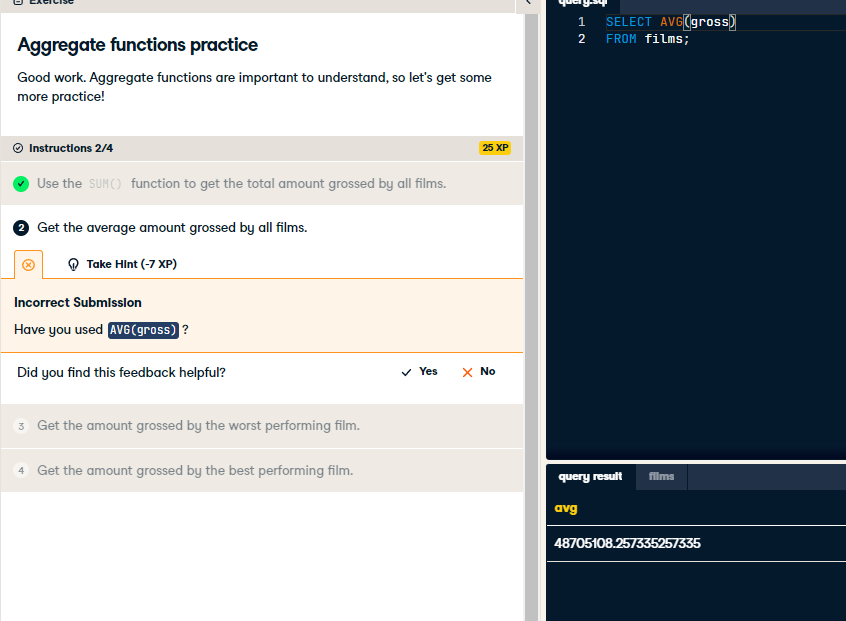 Exercise
Aggregate functions practice
Good work. Aggregate functions are important to understand, so let's get some
more practice!
Instructions 2/4
25 XP
Use the SUM() function to get the total amount grossed by all films.
2 Get the average amount grossed by all films.
Take Hint (-7 XP)
Incorrect Submission
Have you used AVG(gross) ?
Did you find this feedback helpful?
Yes
No
3 Get the amount grossed by the worst performing film.
4 Get the amount grossed by the best performing film.
query.sql
1 SELECT AVG(gross)
2 FROM films;
query result
films
avg
48705108.257335257335